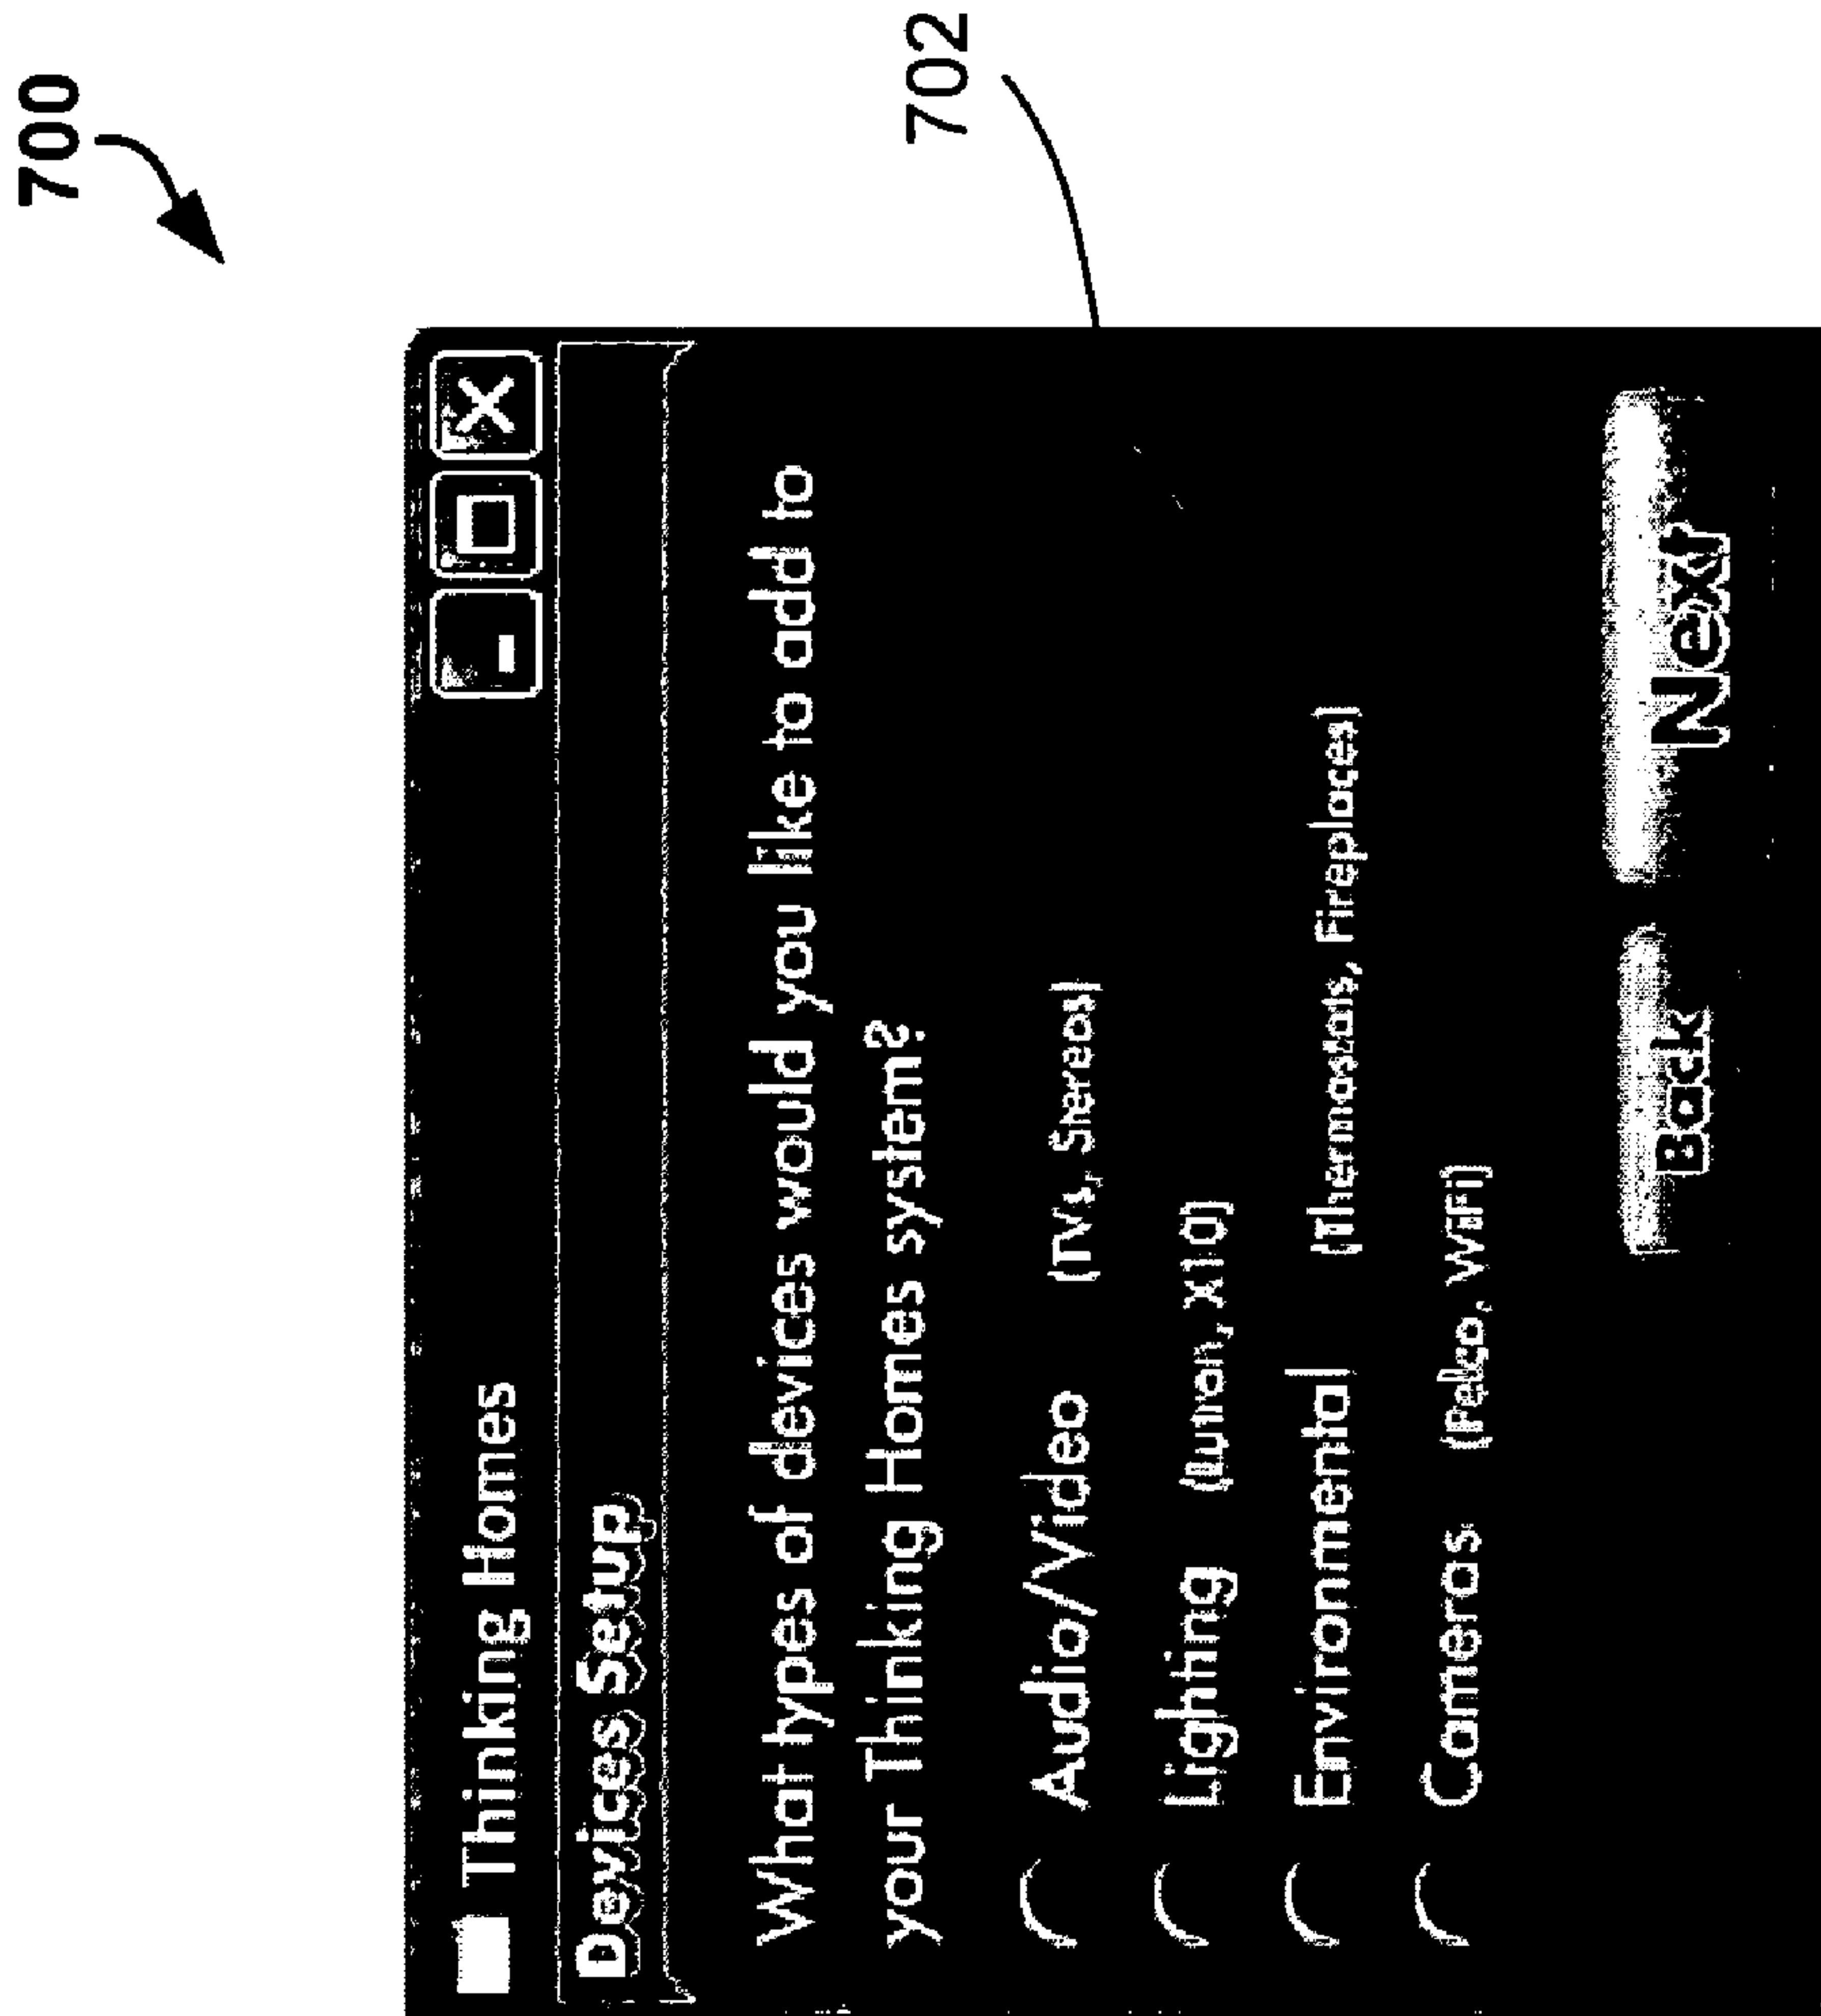 700
702
Thinking Homes
Devices Setup
What types of devices would you like to add to
your Thinking Homes system?
Audio/Video (TVs, Stereos)
Lighting (Lutron, X10)
Environmental (Thermostats, Fireplaces)
Cameras (Pelco, WiFi)
Back Next